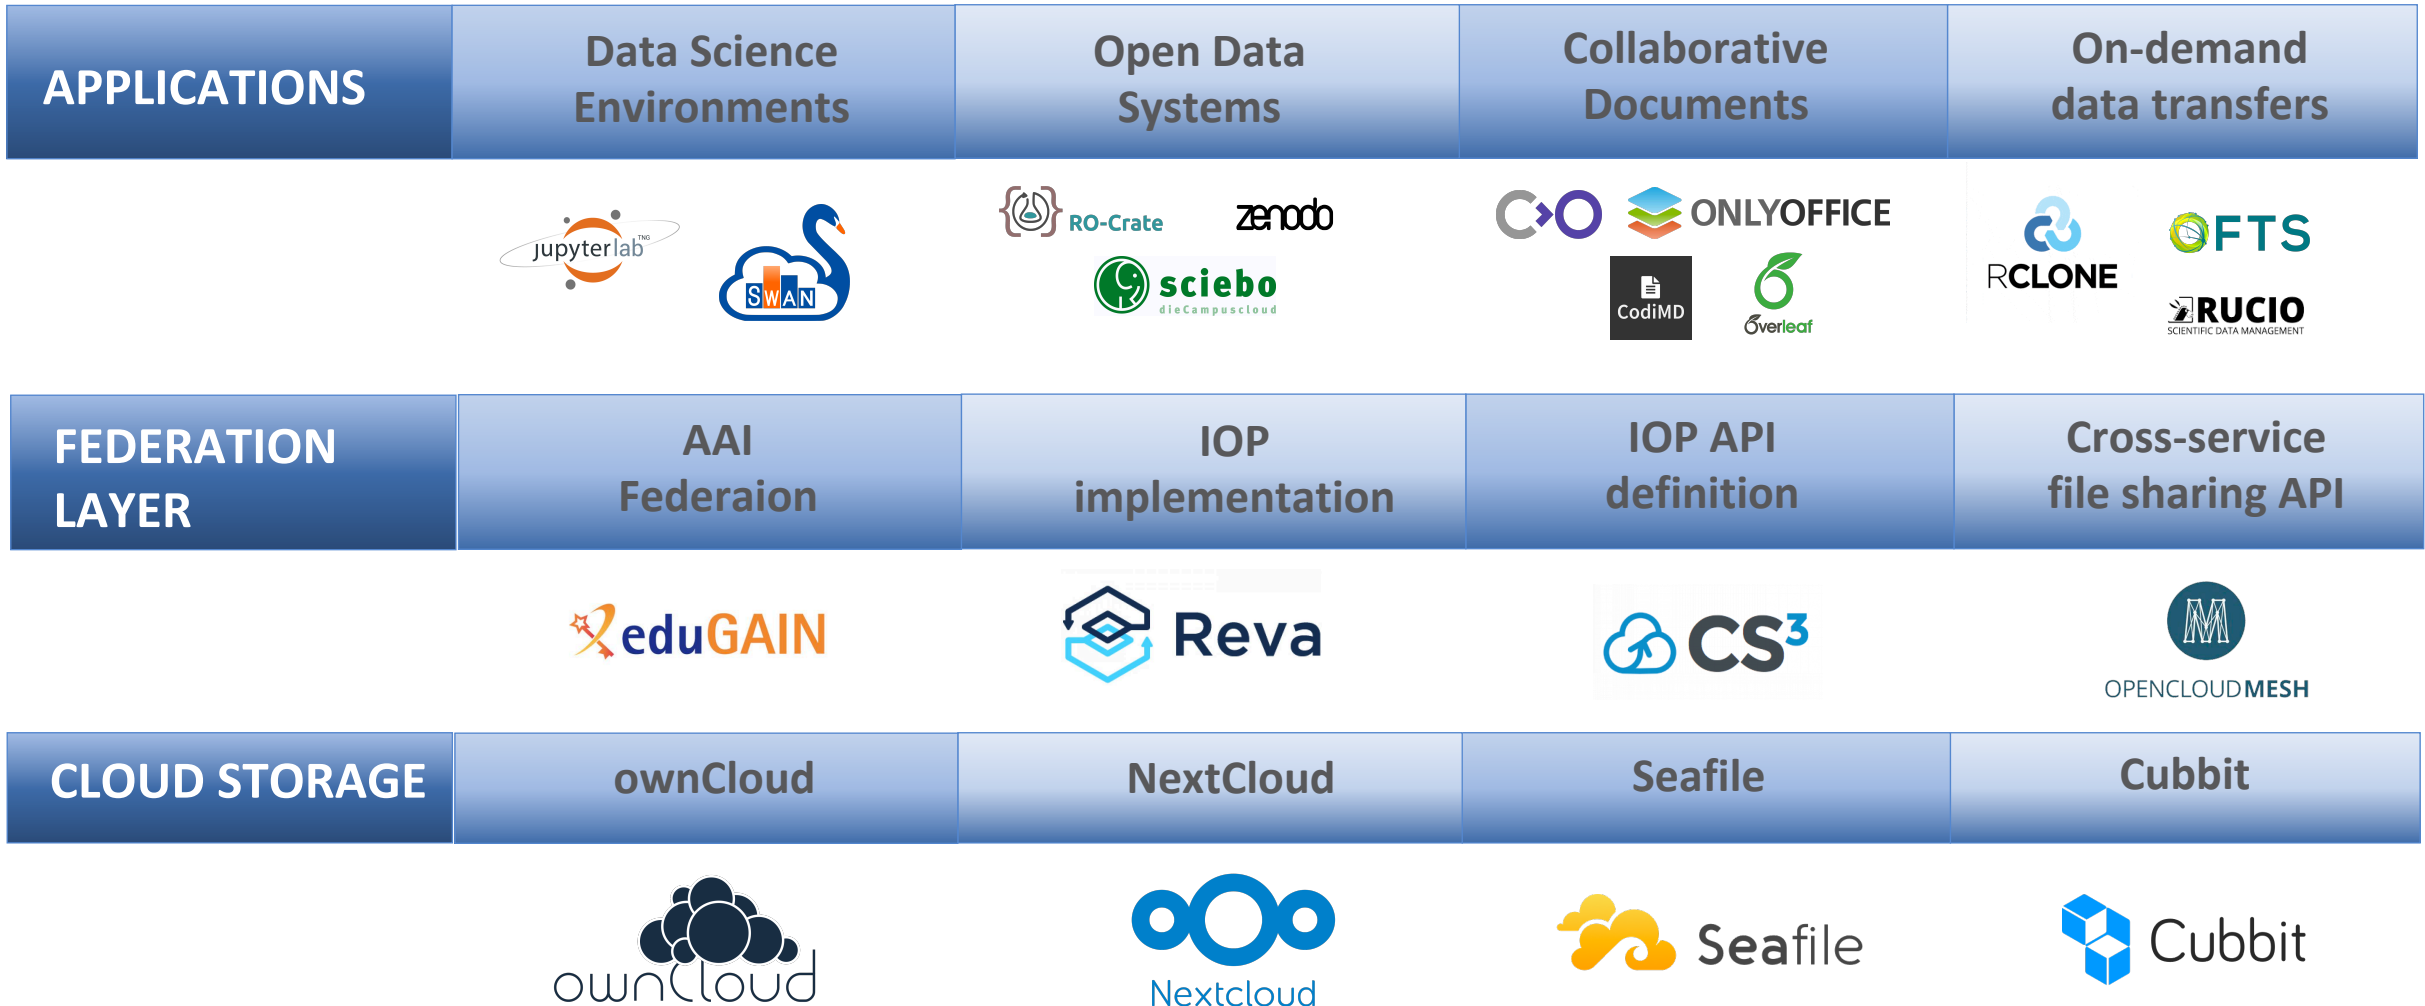 APPLICATIONS
Data Science
Environments
Open Data
Systems
Collaborative
Documents
On-demand
data transfers
jupyterlab TNG
SWAN
RO-Crate
zenodo
sciebo
dieCampuscloud
ONLYOFFICE
CodiMD
Overleaf
RCLONE
FTS
RUCIO
SCIENTIFIC DATA MANAGEMENT
FEDERATION
LAYER
AAI
Federaion
IOP
implementation
IOP API
definition
Cross-service
file sharing API
eduGAIN
Reva
CS3
OPENCLOUDMESH
CLOUD STORAGE
ownCloud
NextCloud
Seafile
Cubbit
ownCloud
Nextcloud
Seafile
Cubbit